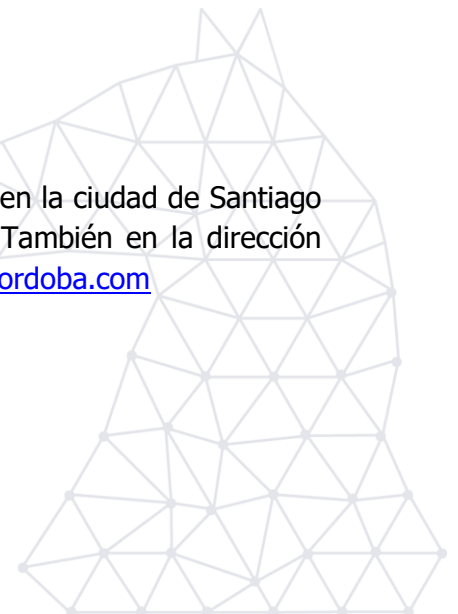 en la ciudad de Santiago
También en la dirección
ordoba.com